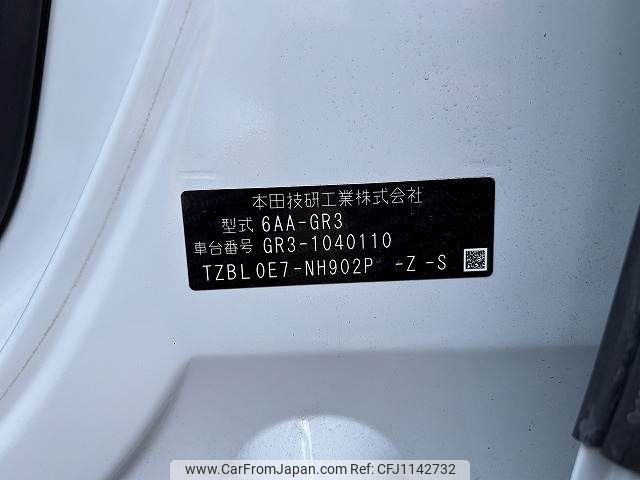 本田技研工業株式会社
型式 6AA-GR3
車台番号 GR3-1040110
TZBL0E7-NH902P -Z -S
www.CarFromJapan.com | CFJ1142732